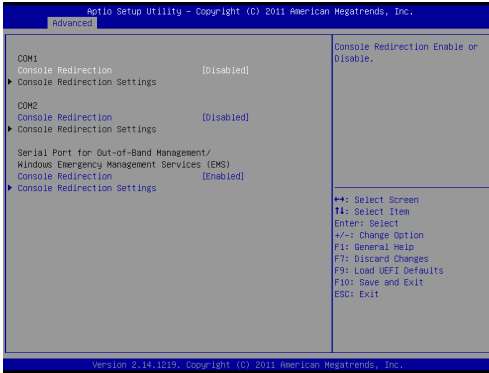 Aptio Setup Utility – Copyright (C) 2011 American Megatrends, Inc.
Advanced
COM1
Console Redirection [Disabled]
▶ Console Redirection Settings
COM2
Console Redirection [Disabled]
▶ Console Redirection Settings
Serial Port for Out-of-Band Management/
Windows Emergency Management Services (EMS)
Console Redirection [Enabled]
▶ Console Redirection Settings
Console Redirection Enable or
Disable.
↔: Select Screen
↑↓: Select Item
Enter: Select
+/-: Change Option
F1: General Help
F7: Discard Changes
F9: Load UEFI Defaults
F10: Save and Exit
ESC: Exit
Version 2.14.1219. Copyright (C) 2011 American Megatrends, Inc.